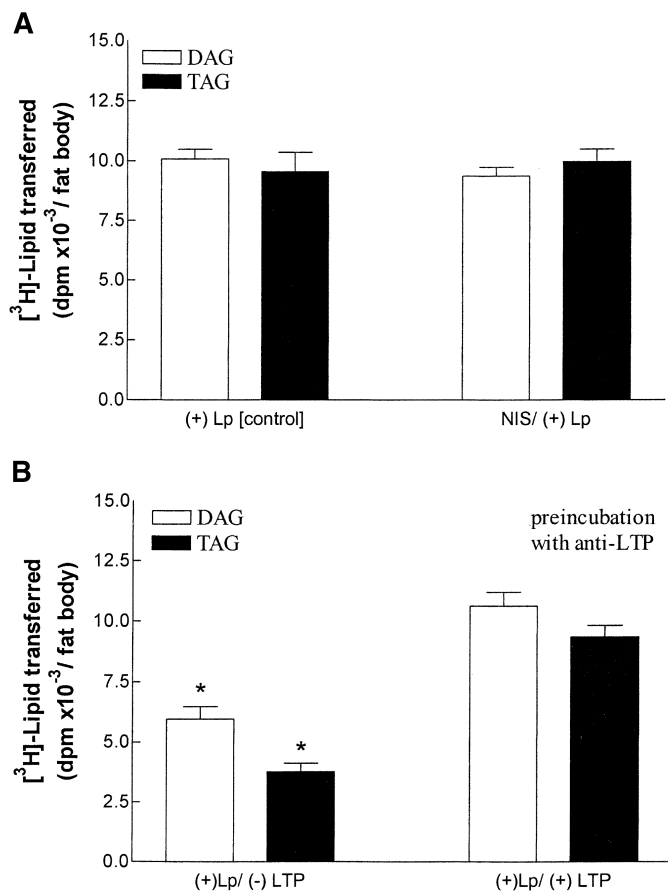 A
[³H]-Lipid transferred
(dpm x10⁻³/ fat body)
15.0
12.5
10.0
7.5
5.0
2.5
0.0
DAG
TAG
(+) Lp [control]
NIS/ (+) Lp
B
[³H]-Lipid transferred
(dpm x10⁻³/ fat body)
15.0
12.5
10.0
7.5
5.0
2.5
0.0
DAG
TAG
preincubation
with anti-LTP
*
*
(+)Lp/ (-) LTP
(+)Lp/ (+) LTP